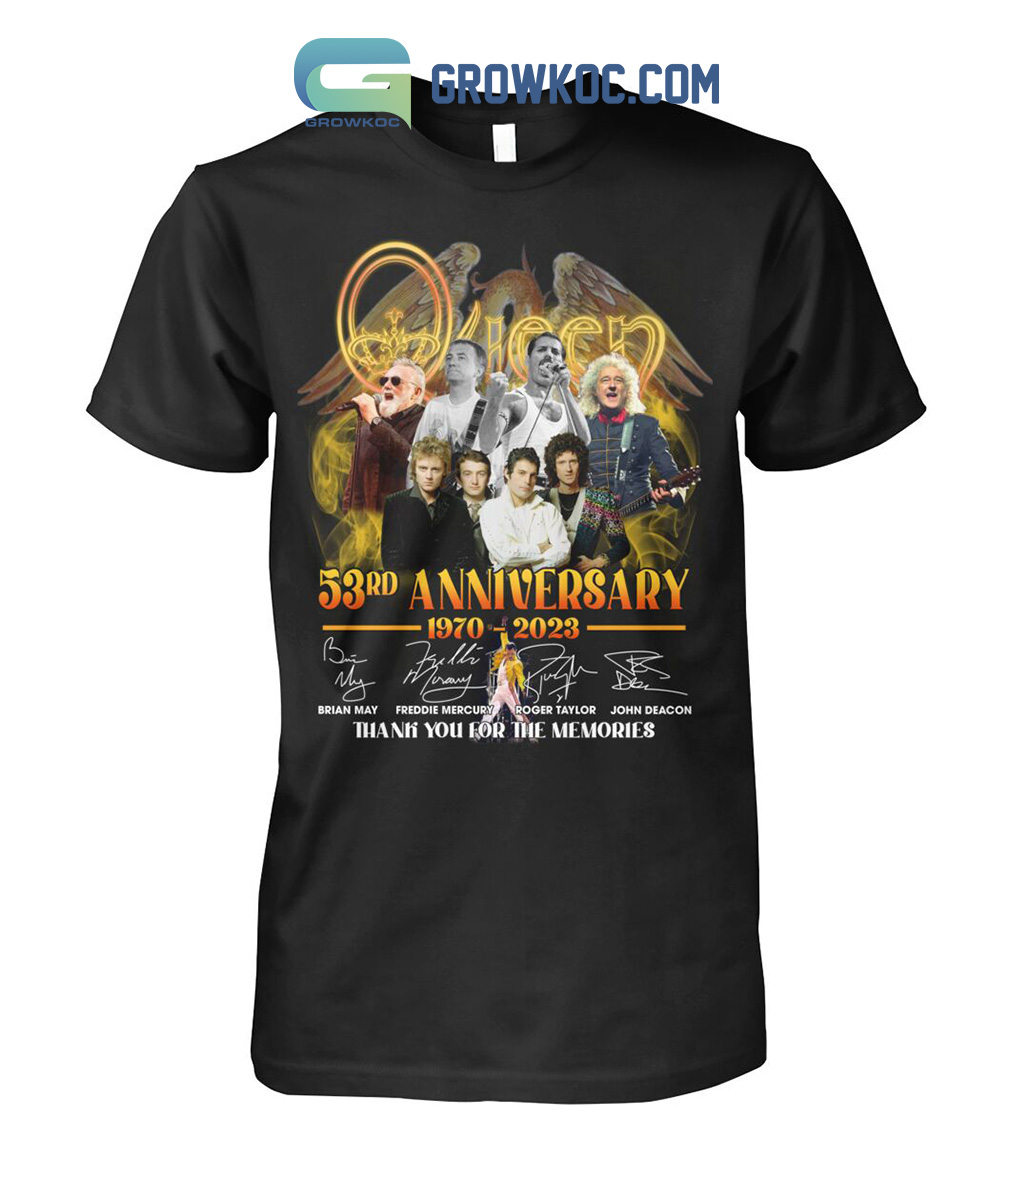 GROWKOC.COM
GROWKOC
Queen
53RD ANNIVERSARY
1970 - 2023
BRIAN MAY FREDDIE MERCURY ROGER TAYLOR JOHN DEACON
THANK YOU FOR THE MEMORIES